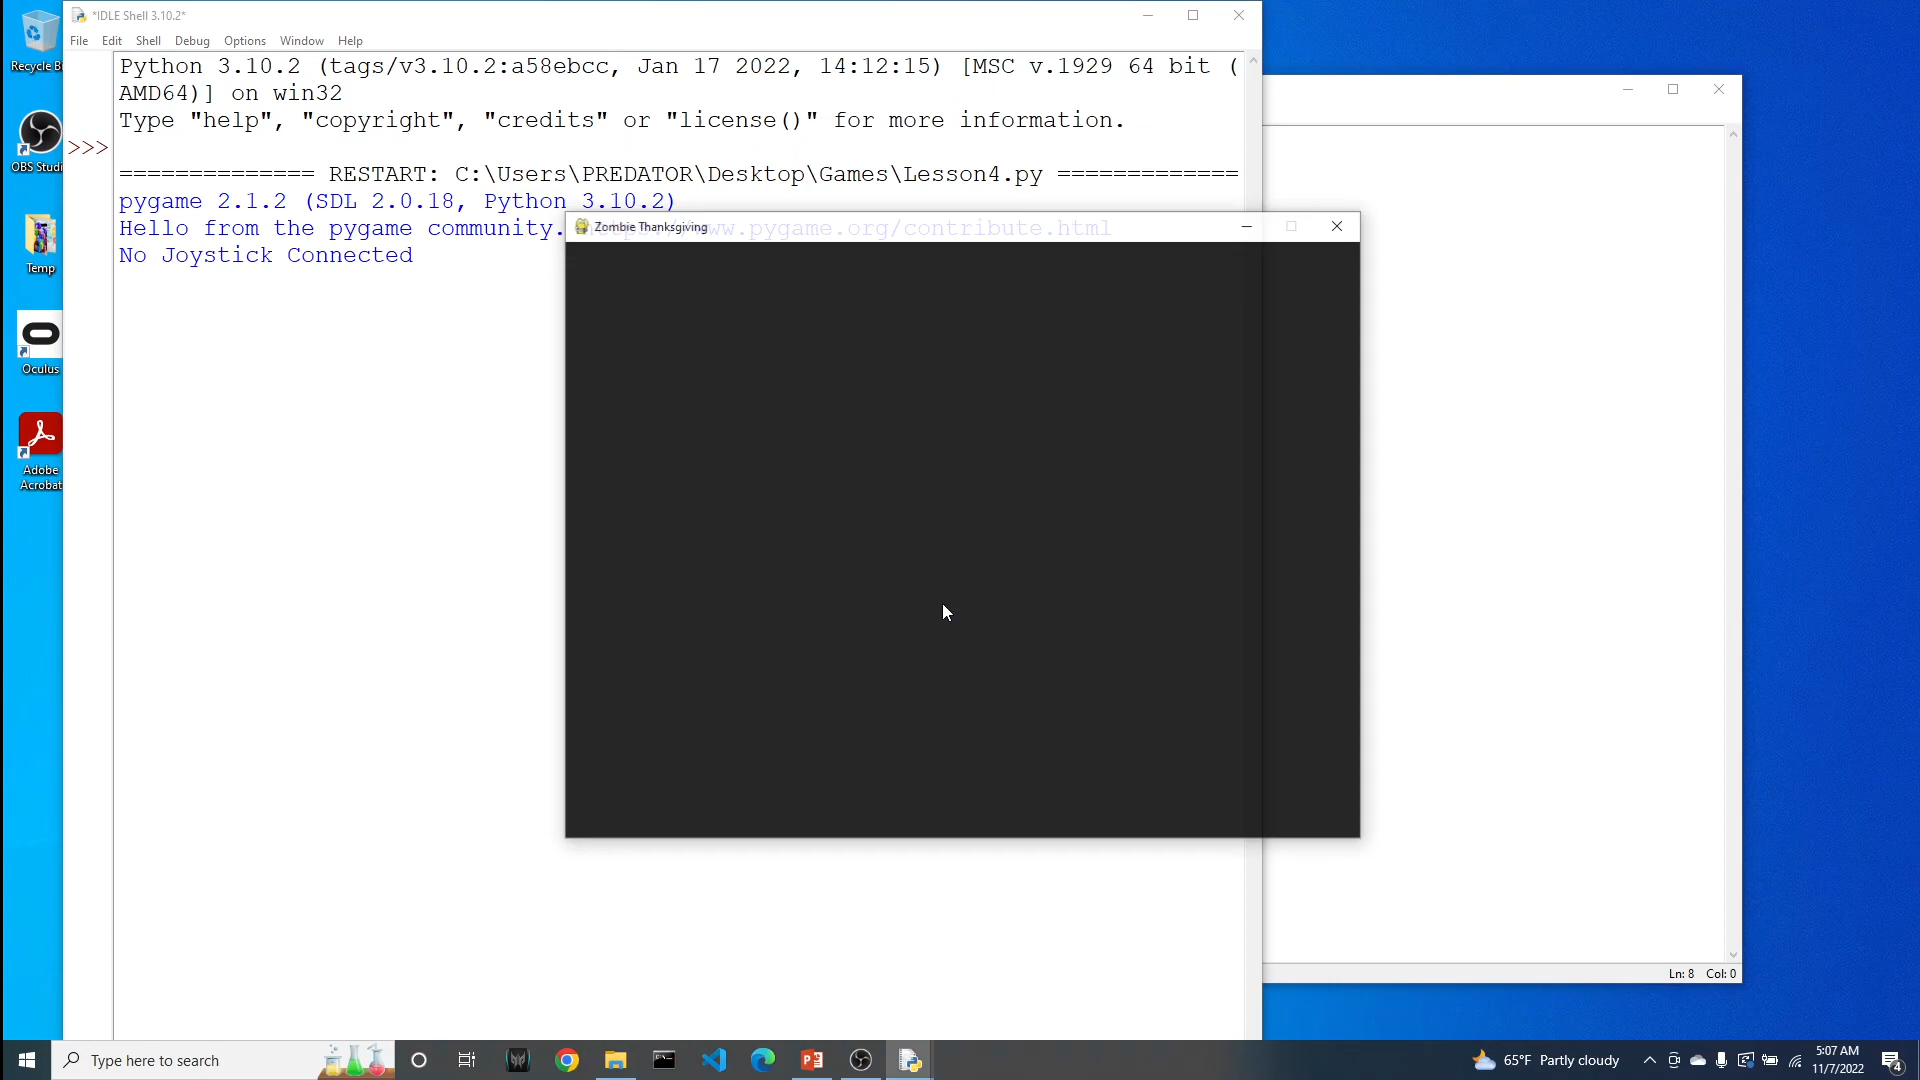 *IDLE Shell 3.10.2*
File Edit Shell Debug Options Window Help
Python 3.10.2 (tags/v3.10.2:a58ebcc, Jan 17 2022, 14:12:15) [MSC v.1929 64 bit (
AMD64)] on win32
Type "help", "copyright", "credits" or "license()" for more information.
>>>
============== RESTART: C:\Users\PREDATOR\Desktop\Games\Lesson4.py =============
pygame 2.1.2 (SDL 2.0.18, Python 3.10.2)
Hello from the pygame community. https://www.pygame.org/contribute.html
No Joystick Connected
Zombie Thanksgiving
Recycle Bi
OBS Studi
Temp
Oculus
Adobe
Acrobat
Ln: 8 Col: 0
Type here to search
65°F Partly cloudy
5:07 AM
11/7/2022
4